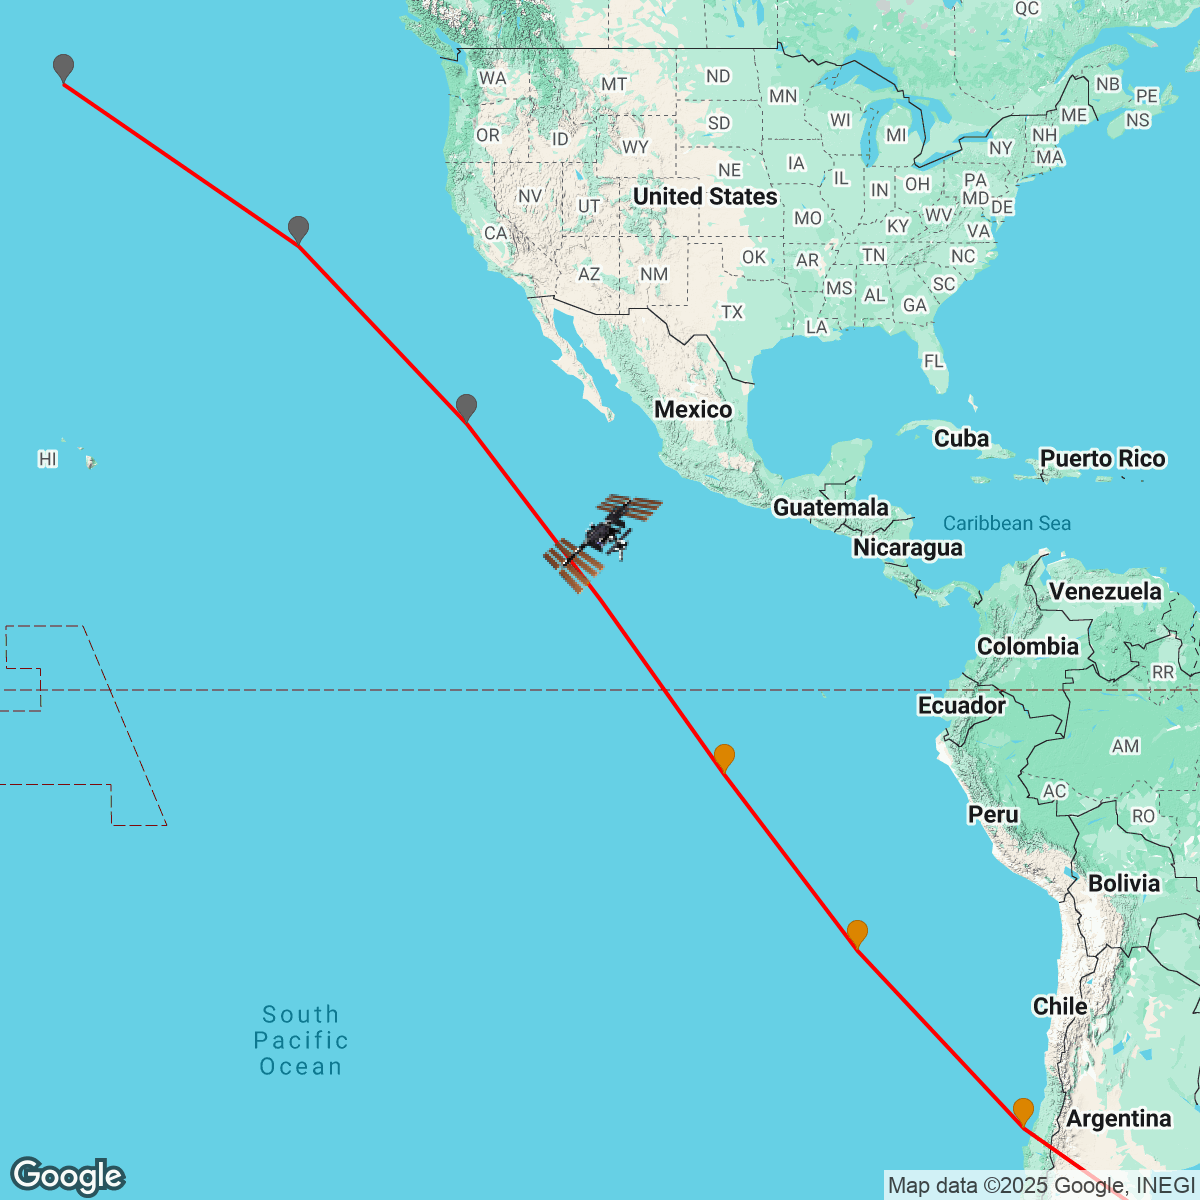 QC
WA
MT
ND
MN
NB
PE
NS
OR
ID
SD
WI
MI
ME
NH
MA
NY
WY
NE
IA
IL
IN
OH
PA
MD
DE
NV
UT
United States
MO
KY
WV
VA
CA
AZ
NM
OK
AR
TN
NC
MS
AL
SC
GA
TX
LA
FL
Mexico
Cuba
Puerto Rico
HI
Guatemala
Caribbean Sea
Nicaragua
Venezuela
Colombia
RR
Ecuador
AM
AC
Peru
RO
Bolivia
Chile
South
Pacific
Ocean
Argentina
Google
Map data ©2025 Google, INEGI